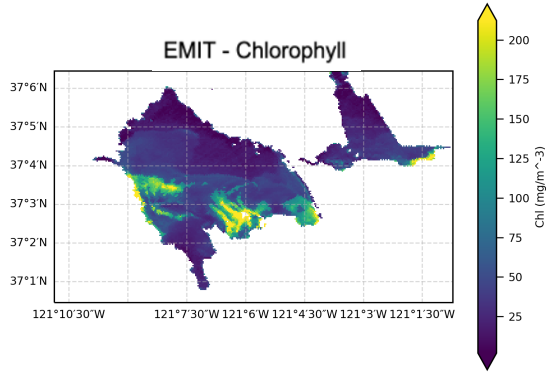 EMIT - Chlorophyll
37°6′N
37°5′N
37°4′N
37°3′N
37°2′N
37°1′N
121°10′30″W
121°7′30″W
121°6′W
121°4′30″W
121°3′W
121°1′30″W
200
175
150
125
100
75
50
25
Chl (mg/m^-3)